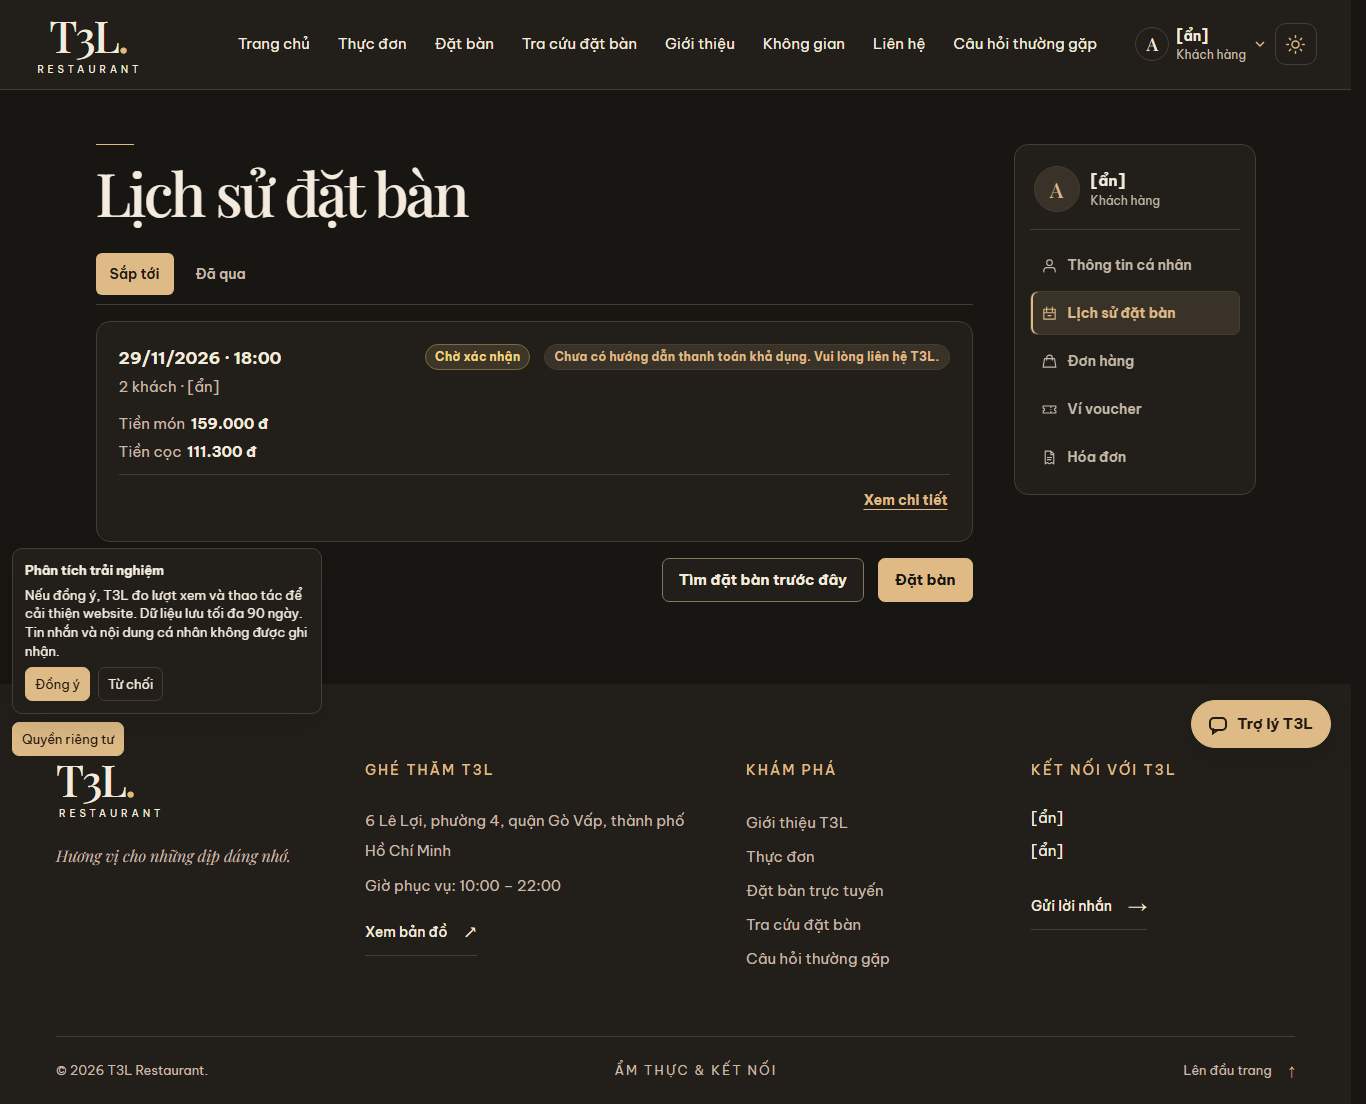 T3L.
RESTAURANT
Trang chủ
Thực đơn
Đặt bàn
Tra cứu đặt bàn
Giới thiệu
Không gian
Liên hệ
Câu hỏi thường gặp
A
[ẩn]
Khách hàng
Lịch sử đặt bàn
Sắp tới
Đã qua
29/11/2026 · 18:00
Chờ xác nhận
Chưa có hướng dẫn thanh toán khả dụng. Vui lòng liên hệ T3L.
2 khách · [ẩn]
Tiền món 159.000 đ
Tiền cọc 111.300 đ
Xem chi tiết
Tìm đặt bàn trước đây
Đặt bàn
A
[ẩn]
Khách hàng
Thông tin cá nhân
Lịch sử đặt bàn
Đơn hàng
Ví voucher
Hóa đơn
Phân tích trải nghiệm
Nếu đồng ý, T3L đo lượt xem và thao tác để
cải thiện website. Dữ liệu lưu tối đa 90 ngày.
Tin nhắn và nội dung cá nhân không được ghi
nhận.
Đồng ý
Từ chối
Quyền riêng tư
Trợ lý T3L
T3L.
RESTAURANT
Hương vị cho những dịp đáng nhớ.
GHÉ THĂM T3L
6 Lê Lợi, phường 4, quận Gò Vấp, thành phố
Hồ Chí Minh
Giờ phục vụ: 10:00 – 22:00
Xem bản đồ ↗
KHÁM PHÁ
Giới thiệu T3L
Thực đơn
Đặt bàn trực tuyến
Tra cứu đặt bàn
Câu hỏi thường gặp
KẾT NỐI VỚI T3L
[ẩn]
[ẩn]
Gửi lời nhắn →
© 2026 T3L Restaurant.
ẨM THỰC & KẾT NỐI
Lên đầu trang ↑